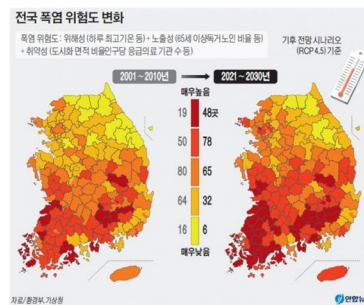 전국 폭염 위험도 변화
폭염 위험도 : 위해성 (하루 최고기온 등) + 노출성 (65세 이상독거노인 비율 등)
+ 취약성 (도시화 면적 비율인구당 응급의료 기관 수 등)
기후 전망 시나리오
(RCP 4.5) 기준
2001~2010년
2021~2030년
매우높음
19 48곳
50 78
80 65
64 32
16 6
매우낮음
자료/환경부,기상청